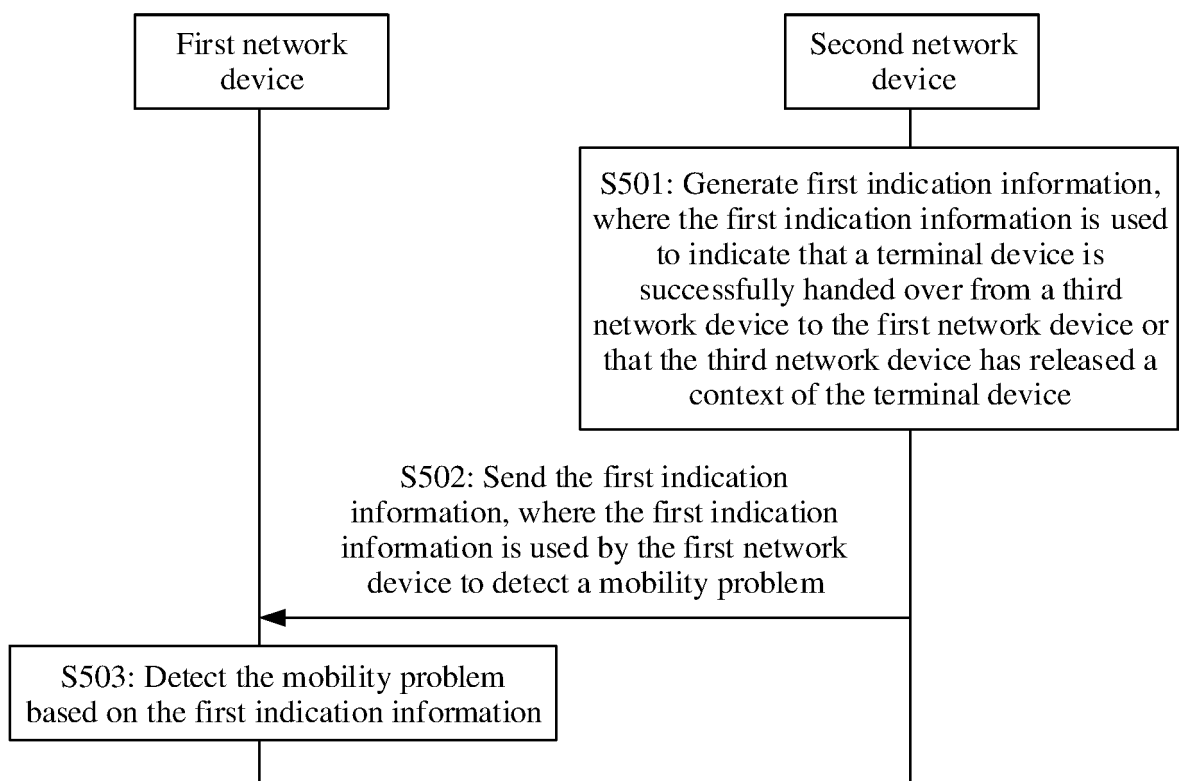 First network
device
Second network
device
S501: Generate first indication information,
where the first indication information is used
to indicate that a terminal device is
successfully handed over from a third
network device to the first network device or
that the third network device has released a
context of the terminal device
S502: Send the first indication
information, where the first indication
information is used by the first network
device to detect a mobility problem
S503: Detect the mobility problem
based on the first indication information